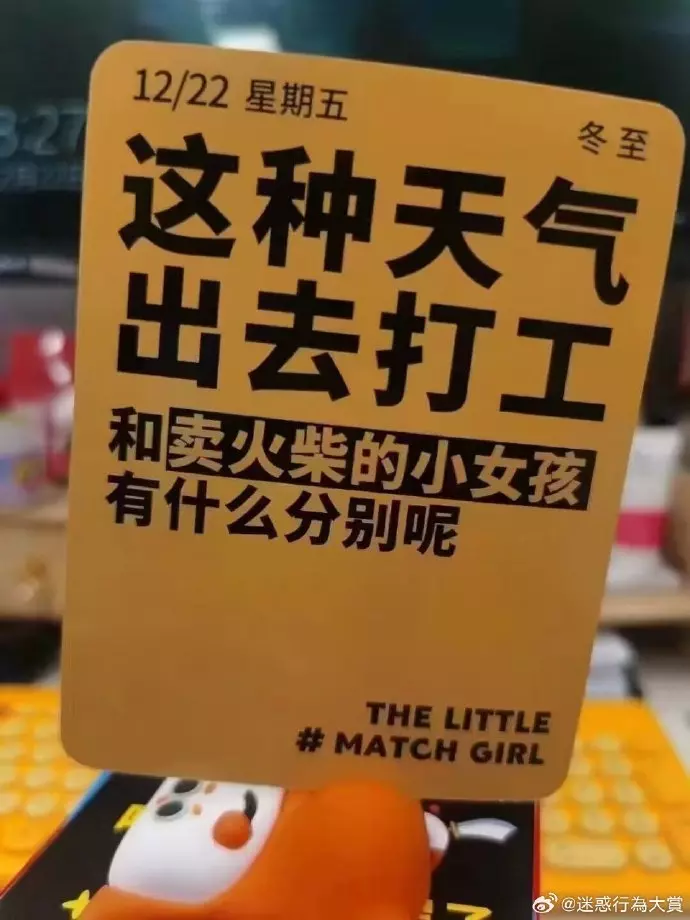 12/22 星期五
冬至
这种天气
出去打工
和卖火柴的小女孩
有什么分别呢
THE LITTLE
# MATCH GIRL
@迷惑行為大賞